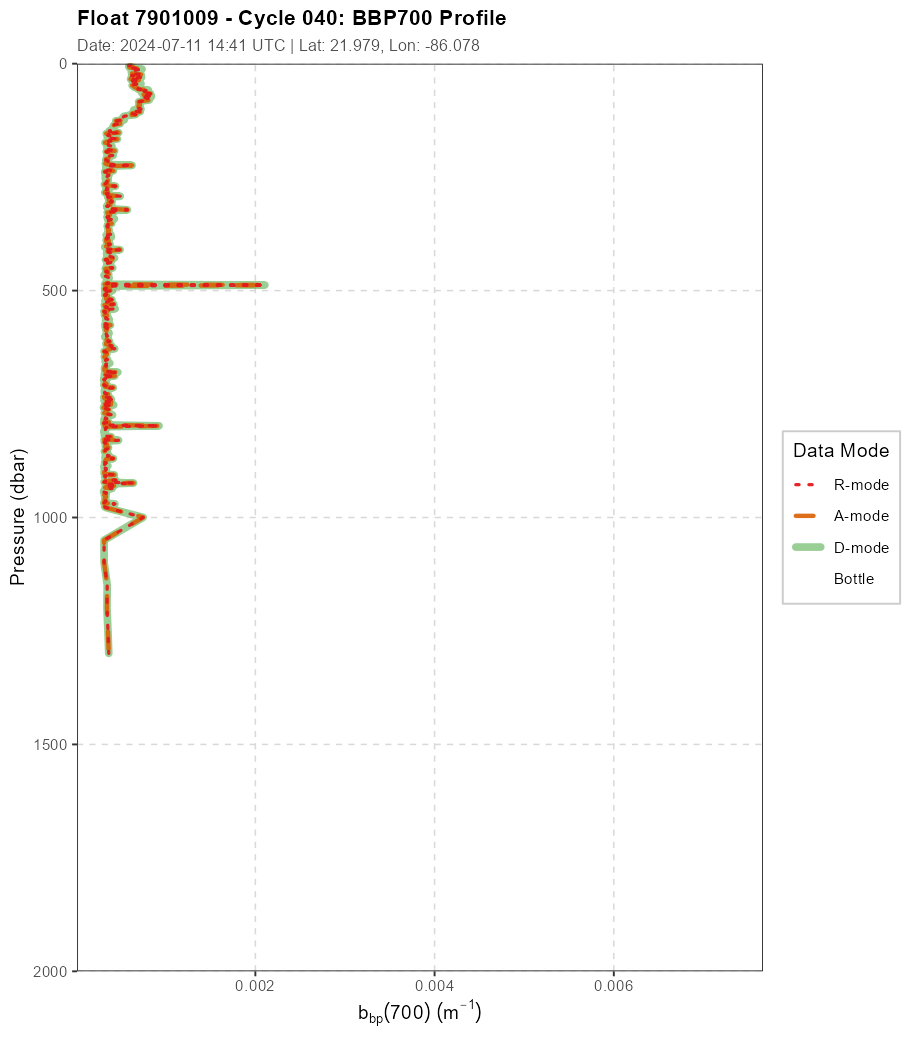 Float 7901009 - Cycle 040: BBP700 Profile
Date: 2024-07-11 14:41 UTC | Lat: 21.979, Lon: -86.078
0
500
1000
1500
2000
Pressure (dbar)
0.002
0.004
0.006
b_bp(700) (m⁻¹)
Data Mode
R-mode
A-mode
D-mode
Bottle